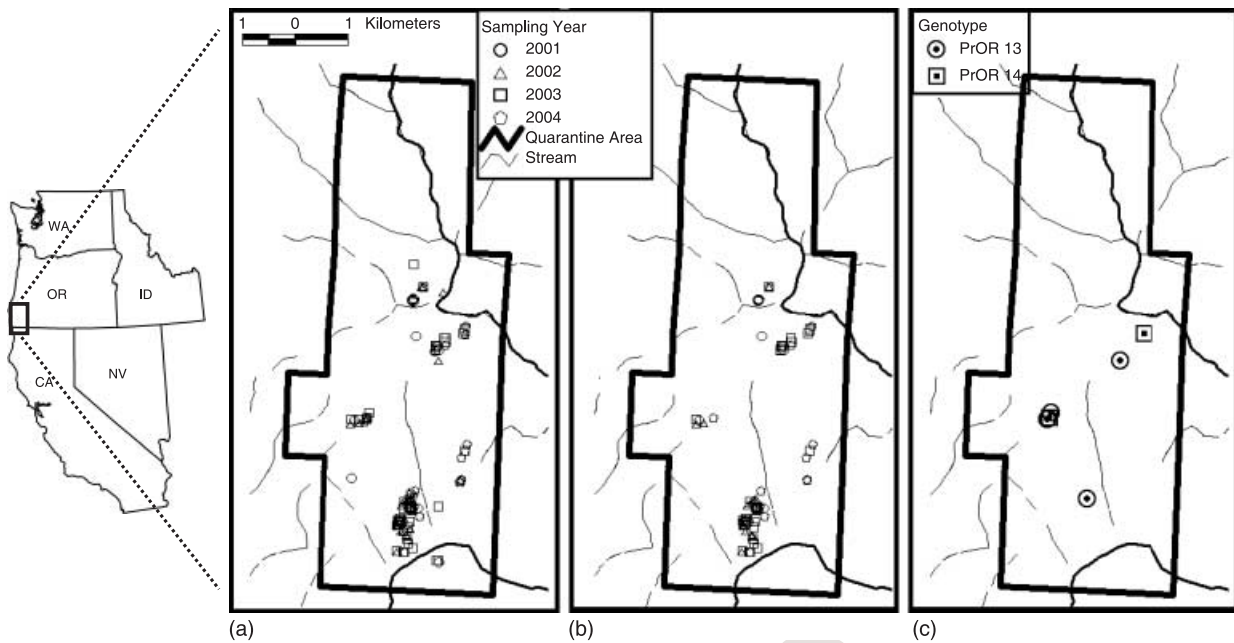 1 0 1 Kilometers
Sampling Year
2001
2002
2003
2004
Quarantine Area
Stream
Genotype
PrOR 13
PrOR 14
WA
OR
ID
CA
NV
(a)
(b)
(c)